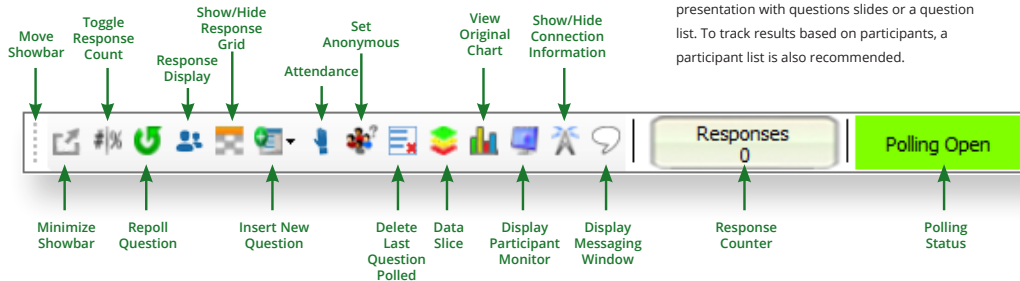 presentation with questions slides or a question
list. To track results based on participants, a
participant list is also recommended.
Move
Showbar
Toggle
Response
Count
Response
Display
Show/Hide
Response
Grid
Attendance
Set
Anonymous
View
Original
Chart
Show/Hide
Connection
Information
#|%
?
Responses
0
Polling Open
Minimize
Showbar
Repoll
Question
Insert New
Question
Delete
Last
Question
Polled
Data
Slice
Display
Participant
Monitor
Display
Messaging
Window
Response
Counter
Polling
Status